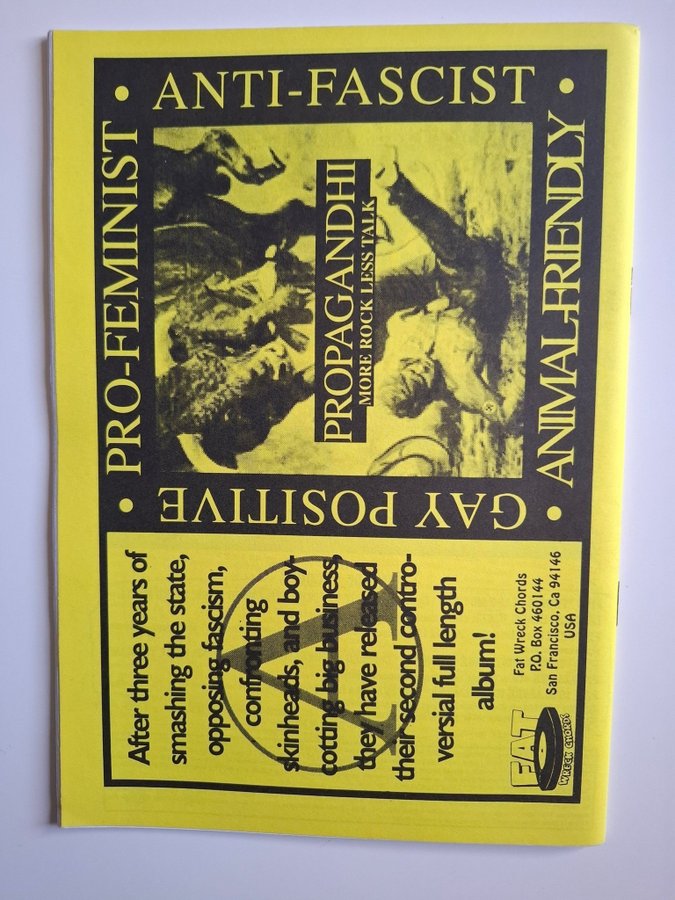 • ANTI-FASCIST •
PRO-FEMINIST
ANIMAL-FRIENDLY
• GAY POSITIVE •
PROPAGANDHI
MORE ROCK LESS TALK
After three years of
smashing the state,
opposing fascism,
confronting
skinheads, and boy-
cotting big business,
they have released
their second contro-
versial full length
album!
A
FAT
WRECK CHORDS
Fat Wreck Chords
P.O. Box 460144
San Francisco, Ca 94146
USA